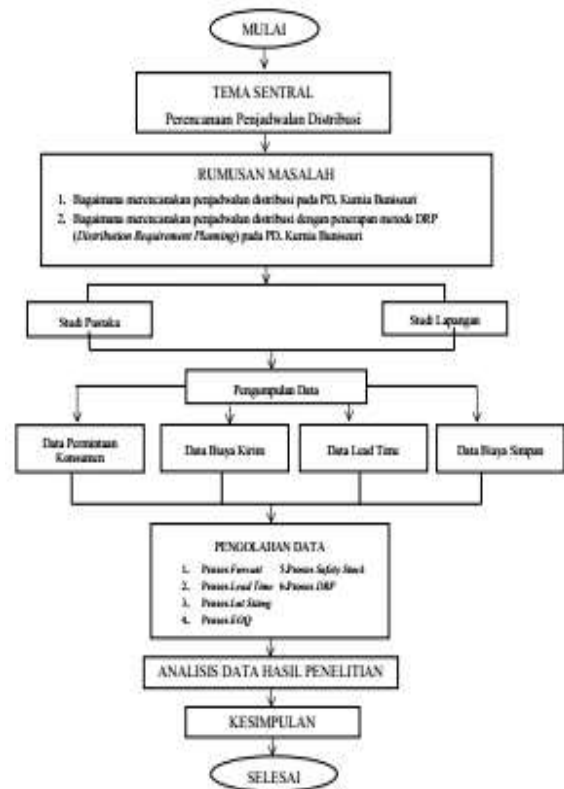 MULAI
TEMA SENTRAL
Perencanaan Penjadwalan Distribusi
RUMUSAN MASALAH
1. Bagaimana merencanakan penjadwalan distribusi pada PD. Kurnia Buniseuri
2. Bagaimana merencanakan penjadwalan distribusi dengan penerapan metode DRP
(Distribution Requirement Planning) pada PD. Kurnia Buniseuri
Studi Pustaka
Studi Lapangan
Pengumpulan Data
Data Permintaan
Konsumen
Data Biaya Kirim
Data Lead Time
Data Biaya Simpan
PENGOLAHAN DATA
1. Proses Forcast 5.Proses Safety Stock
2. Proses Lead Time 6.Proses DRP
3. Proses Lot Sizing
4. Proses EOQ
ANALISIS DATA HASIL PENELITIAN
KESIMPULAN
SELESAI